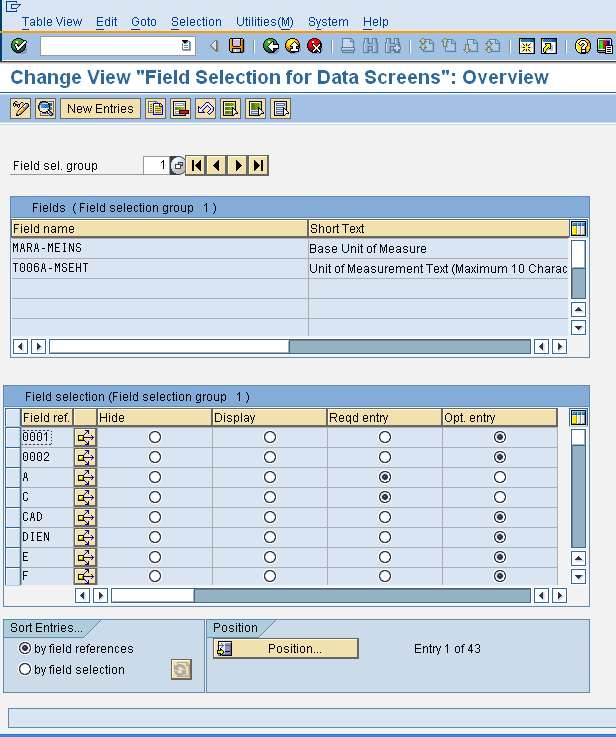 Table View Edit Goto Selection Utilities(M) System Help
Change View "Field Selection for Data Screens": Overview
New Entries
Field sel. group 1
Fields (Field selection group 1)
Field name Short Text
MARA-MEINS Base Unit of Measure
T006A-MSEHT Unit of Measurement Text (Maximum 10 Charac
Field selection (Field selection group 1)
Field ref. Hide Display Reqd entry Opt. entry
0001
0002
A
C
CAD
DIEN
E
F
Sort Entries... Position
by field references Position... Entry 1 of 43
by field selection